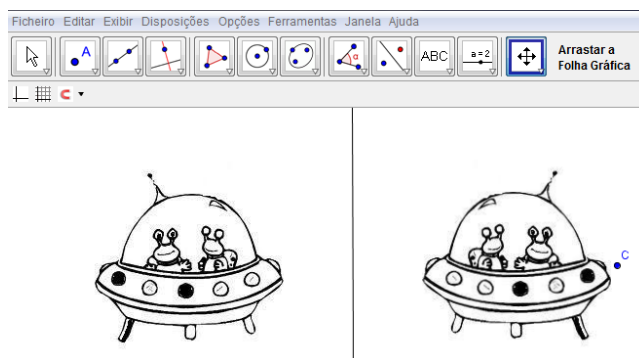 Ficheiro Editar Exibir Disposições Opções Ferramentas Janela Ajuda
A
α
ABC
a=2
Arrastar a
Folha Gráfica
C